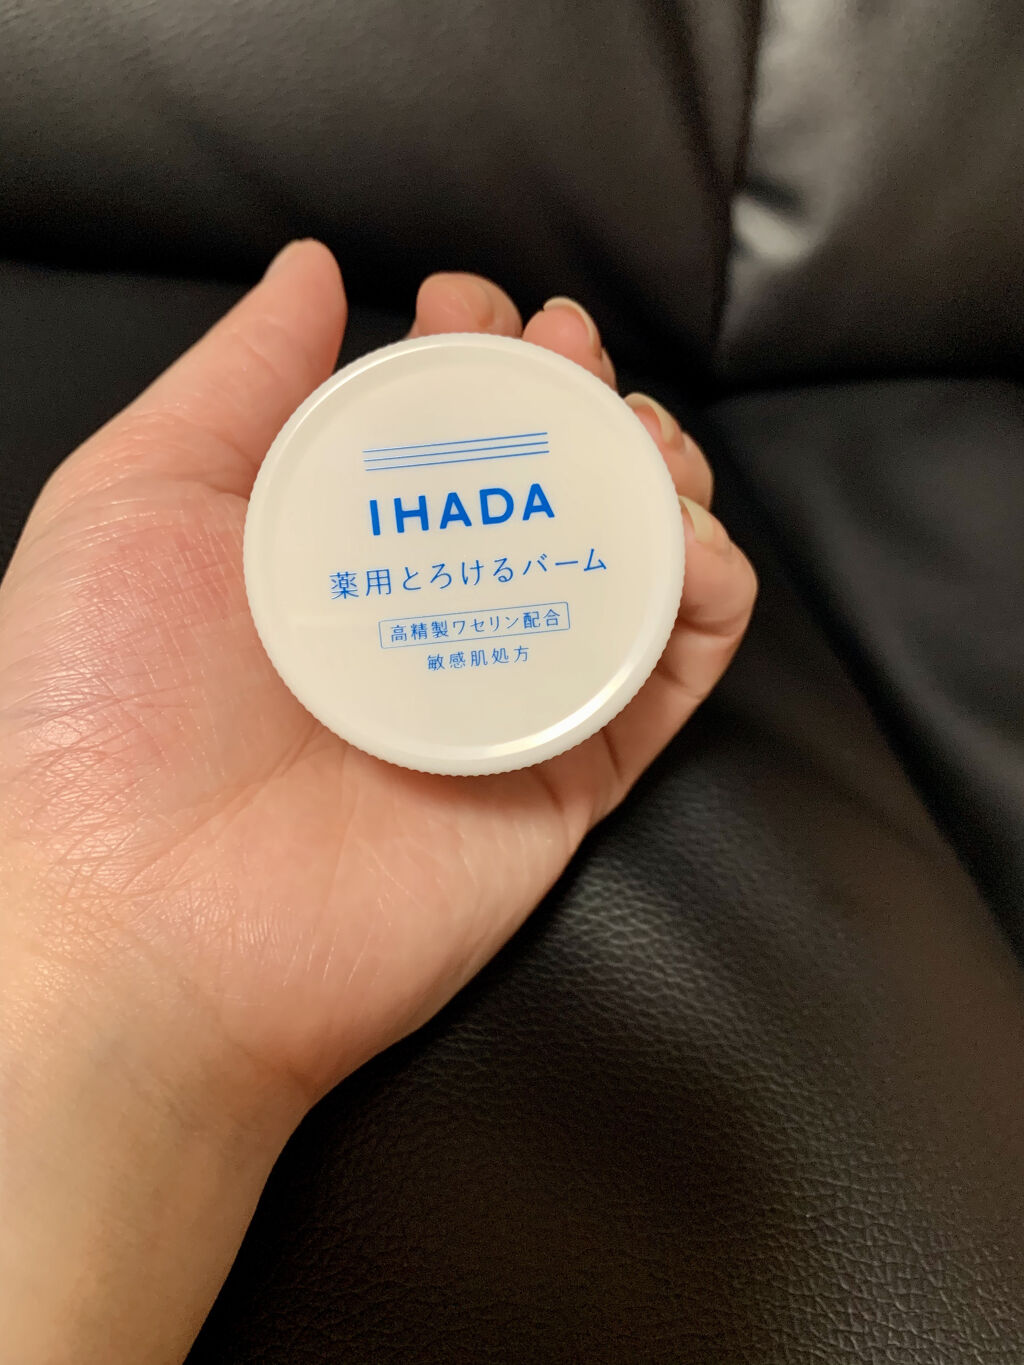 IHADA
薬用とろけるバーム
高精製ワセリン配合
敏感肌処方